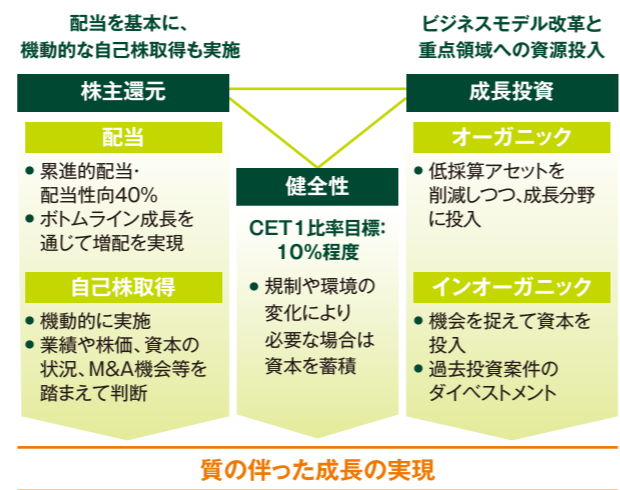 配当を基本に、
機動的な自己株取得も実施
株主還元
配当
● 累進的配当・
配当性向40%
● ボトムライン成長を
通じて増配を実現
自己株取得
● 機動的に実施
● 業績や株価、資本の
状況、M&A機会等を
踏まえて判断
健全性
CET1比率目標:
10%程度
● 規制や環境の
変化により
必要な場合は
資本を蓄積
ビジネスモデル改革と
重点領域への資源投入
成長投資
オーガニック
● 低採算アセットを
削減しつつ、成長分野
に投入
インオーガニック
● 機会を捉えて資本を
投入
● 過去投資案件の
ダイベストメント
質の伴った成長の実現